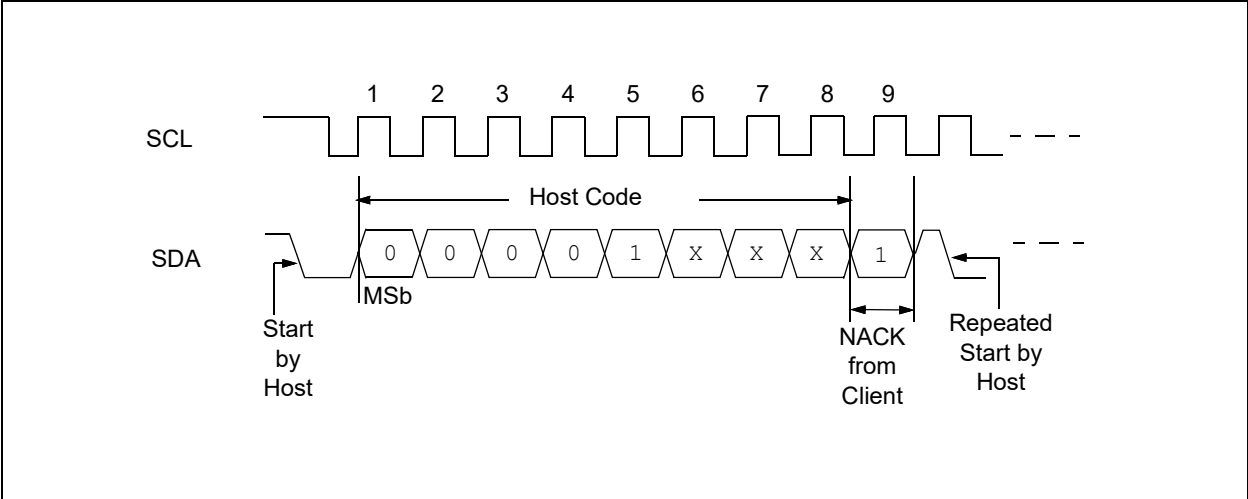 1 2 3 4 5 6 7 8 9
SCL
Host Code
SDA
0 0 0 0 1 X X X 1
MSb
Start
by
Host
NACK
from
Client
Repeated
Start by
Host